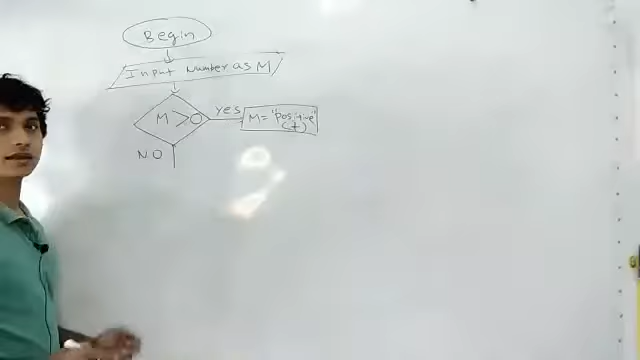 Begin
Input Number as M
M > 0
YES
M = "Positive"
(+)
NO